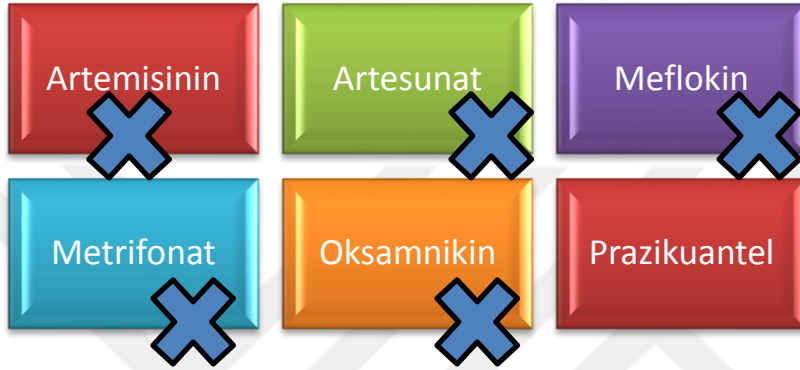 Artemisinin
Artesunat
Meflokin
Metrifonat
Oksamnikin
Prazikuantel